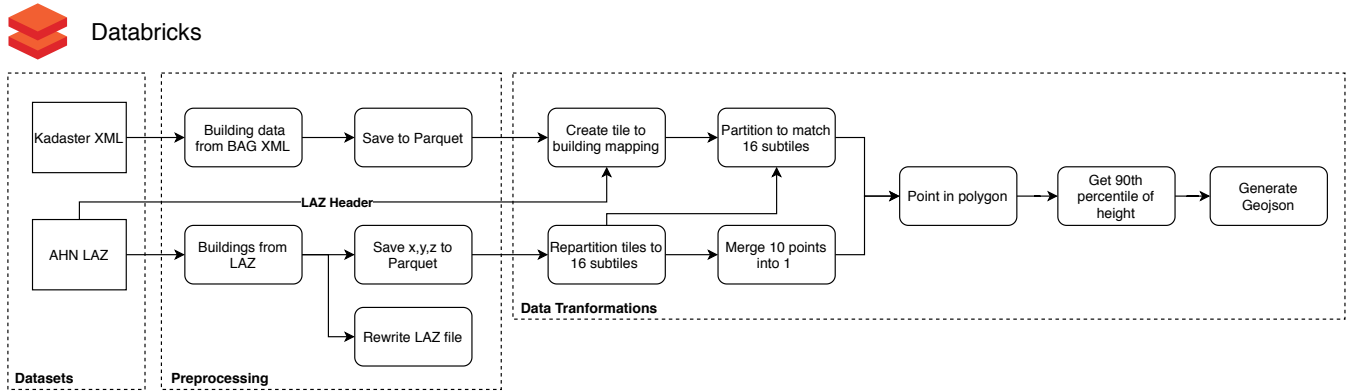 Databricks
Kadaster XML
Building data
from BAG XML
Save to Parquet
Create tile to
building mapping
Partition to match
16 subtiles
LAZ Header
Point in polygon
Get 90th
percentile of
height
Generate
Geojson
AHN LAZ
Buildings from
LAZ
Save x,y,z to
Parquet
Repartition tiles to
16 subtiles
Merge 10 points
into 1
Rewrite LAZ file
Data Tranformations
Datasets
Preprocessing